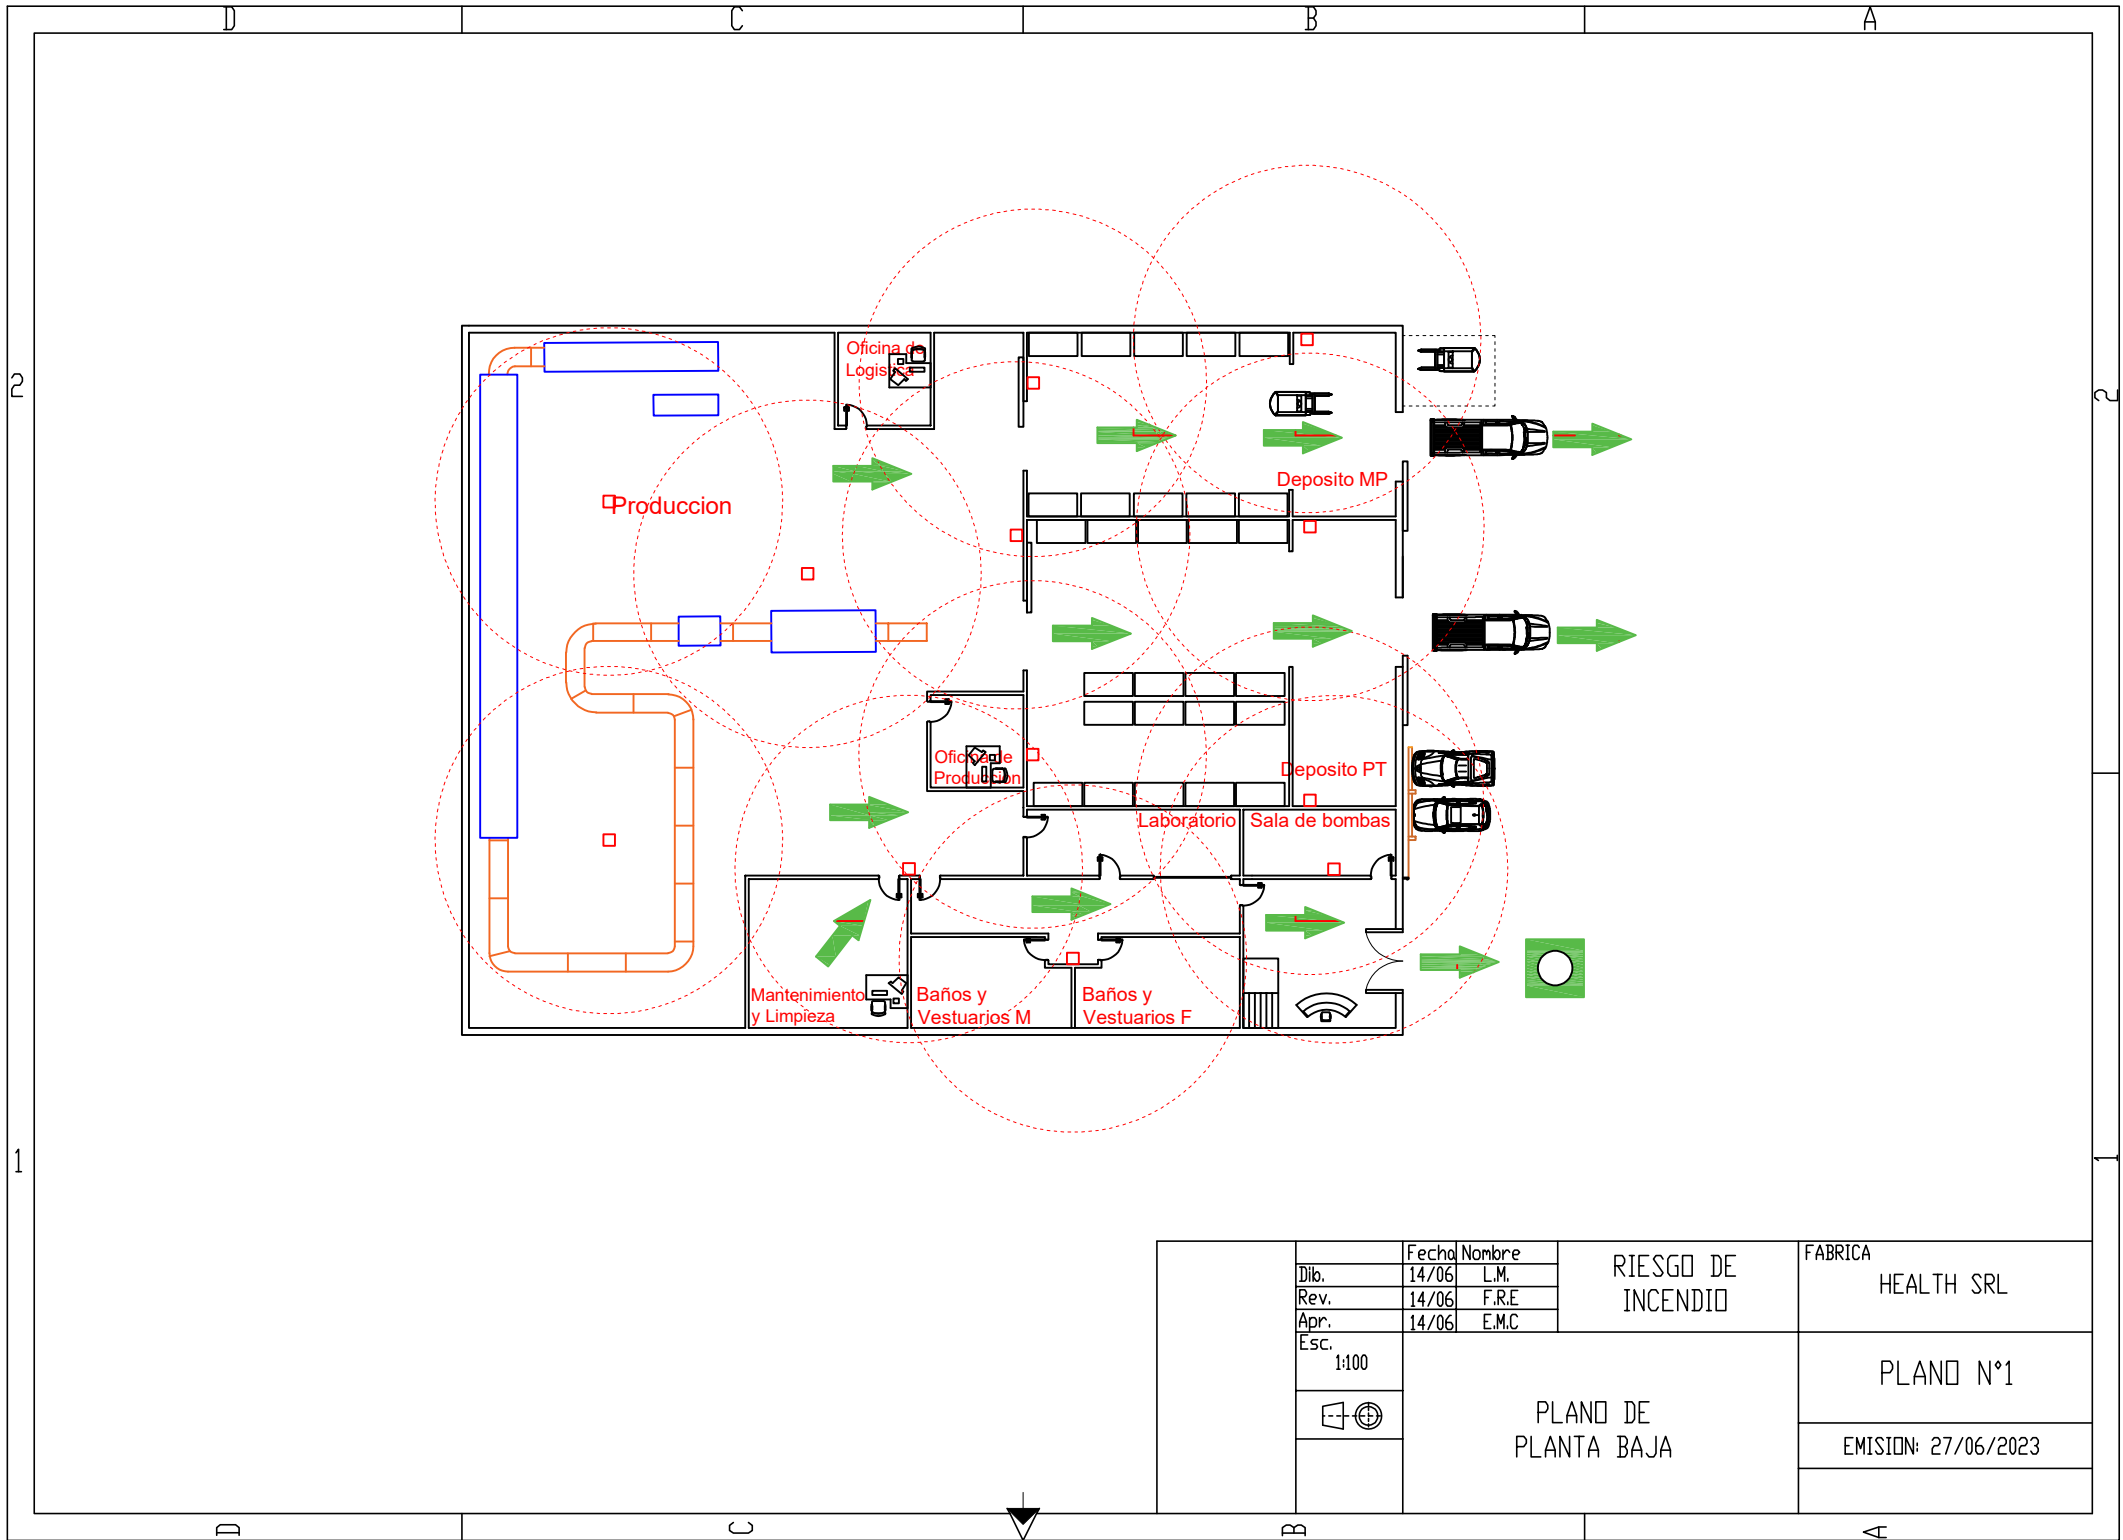 D C B A
2 2
Oficina de
Logistica
Produccion
Deposito MP
Oficina de
Produccion
Deposito PT
Laboratorio
Sala de bombas
Mantenimiento
y Limpieza
Baños y
Vestuarios M
Baños y
Vestuarios F
1 1
Fecha Nombre
Dib. 14/06 L.M.
Rev. 14/06 F.R.E
Apr. 14/06 E.M.C
RIESGO DE
INCENDIO
FABRICA
HEALTH SRL
Esc.
1:100
PLANO DE
PLANTA BAJA
PLANO N°1
EMISION: 27/06/2023
D C B A